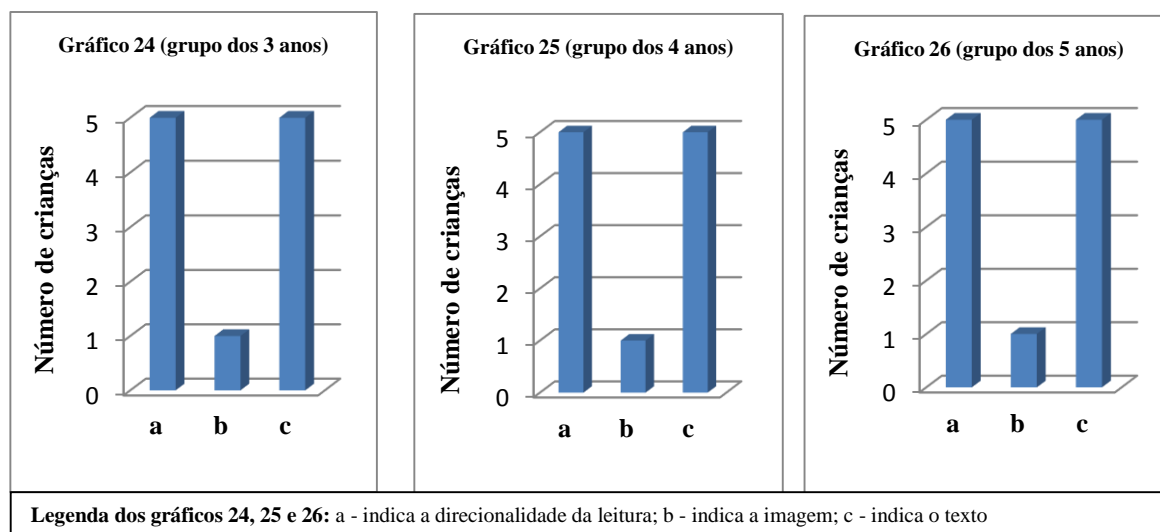 Gráfico 24 (grupo dos 3 anos)
Número de crianças
5
4
3
2
1
0
a b c
Gráfico 25 (grupo dos 4 anos)
Número de crianças
5
4
3
2
1
0
a b c
Gráfico 26 (grupo dos 5 anos)
Número de crianças
5
4
3
2
1
0
a b c
Legenda dos gráficos 24, 25 e 26: a - indica a direcionalidade da leitura; b - indica a imagem; c - indica o texto